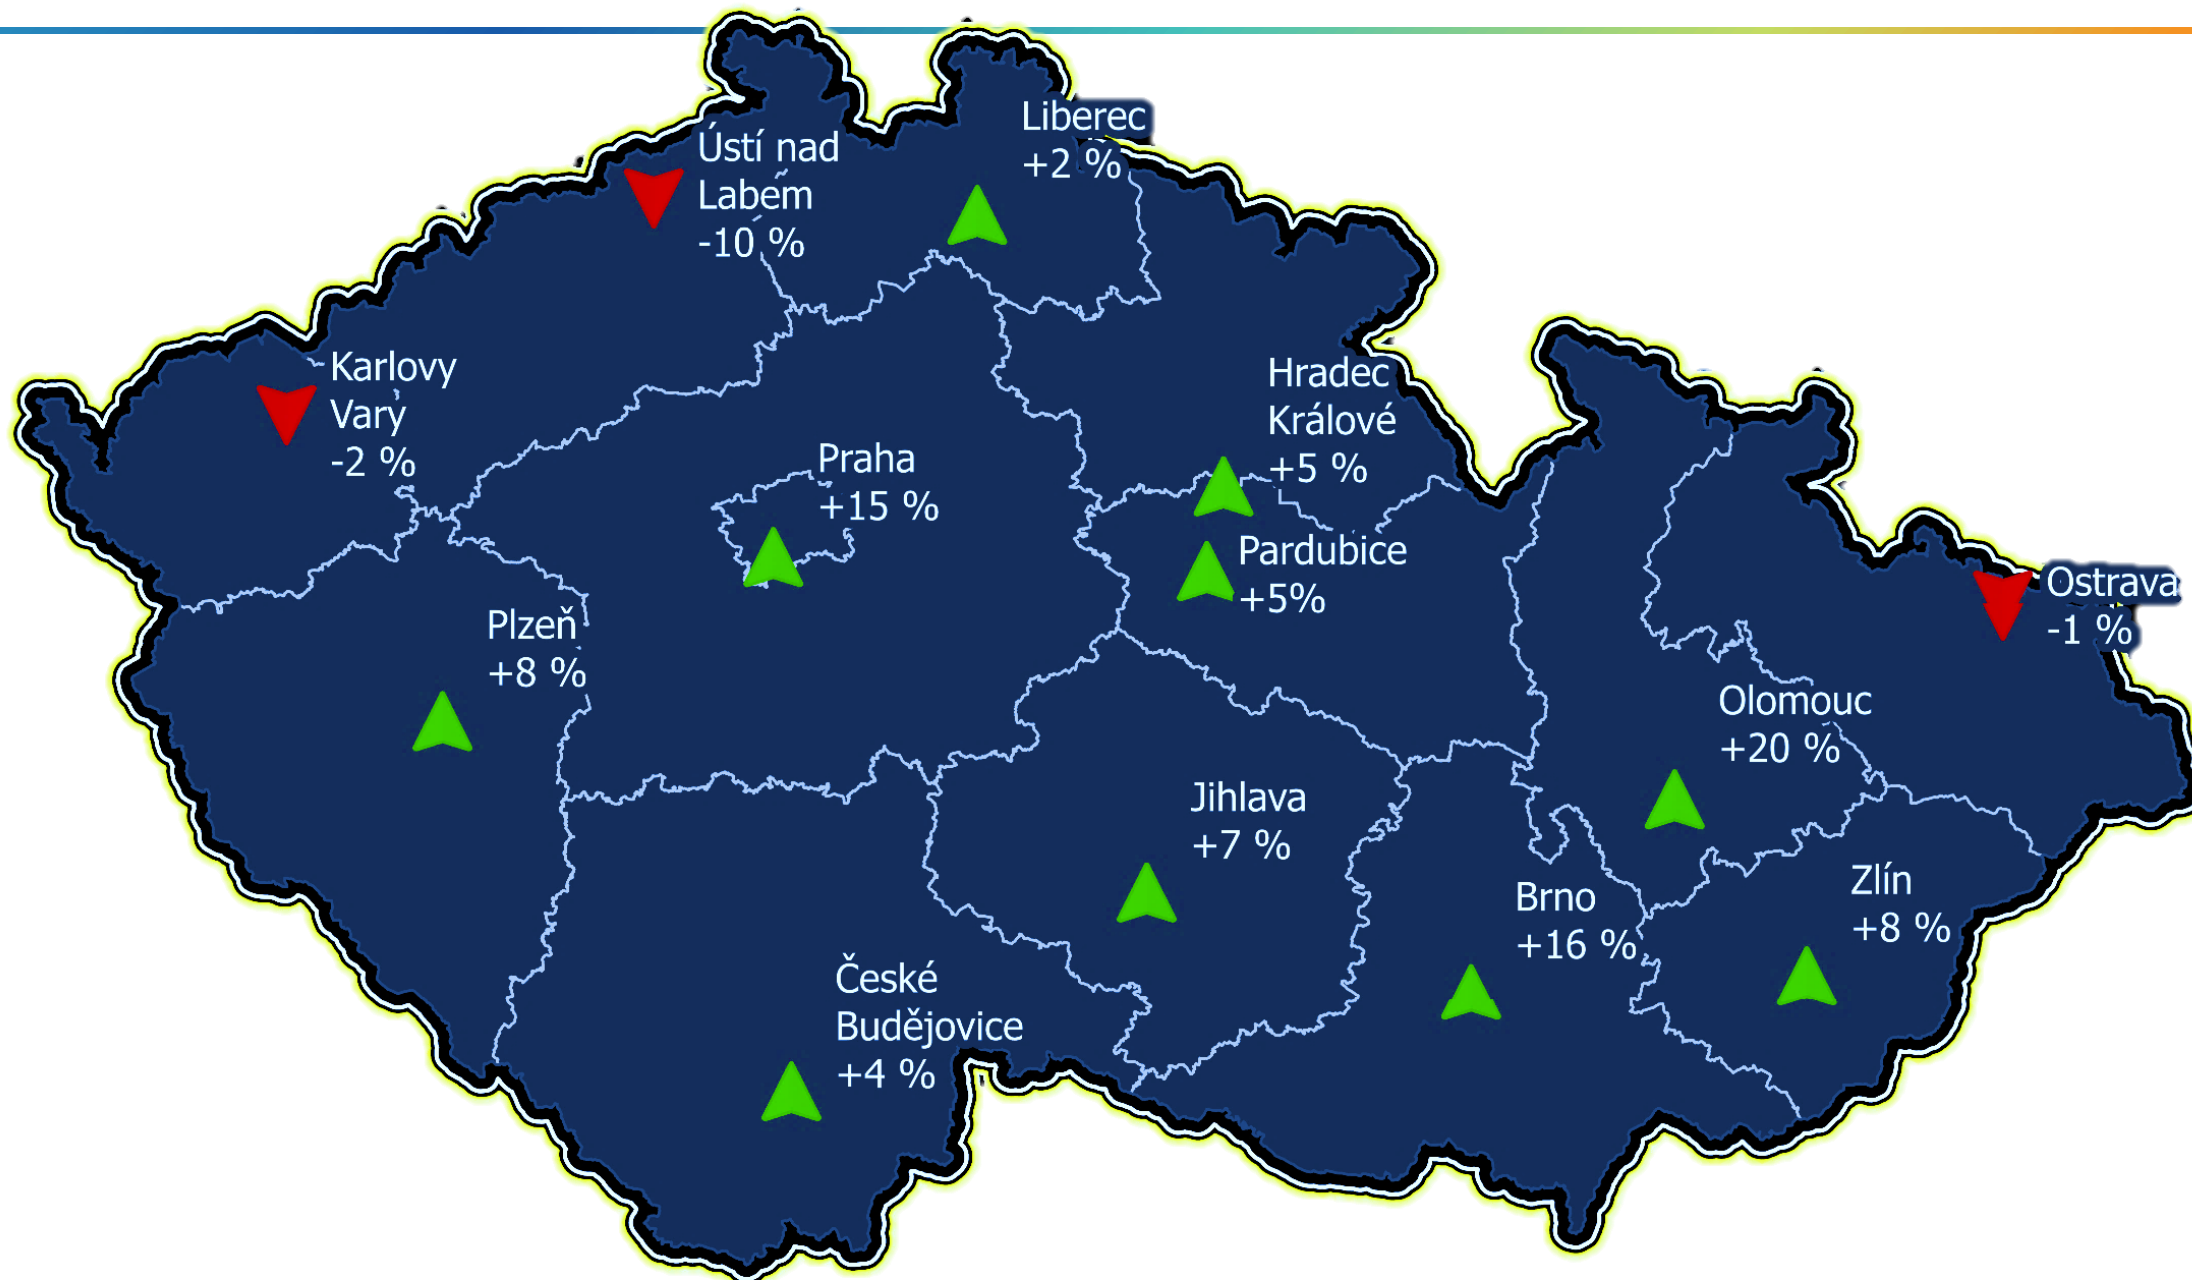 Liberec
+2 %
Ústí nad
Labem
-10 %
Karlovy
Vary
-2 %
Hradec
Králové
+5 %
Praha
+15 %
Pardubice
+5%
Ostrava
-1 %
Plzeň
+8 %
Olomouc
+20 %
Jihlava
+7 %
Zlín
+8 %
Brno
+16 %
České
Budějovice
+4 %